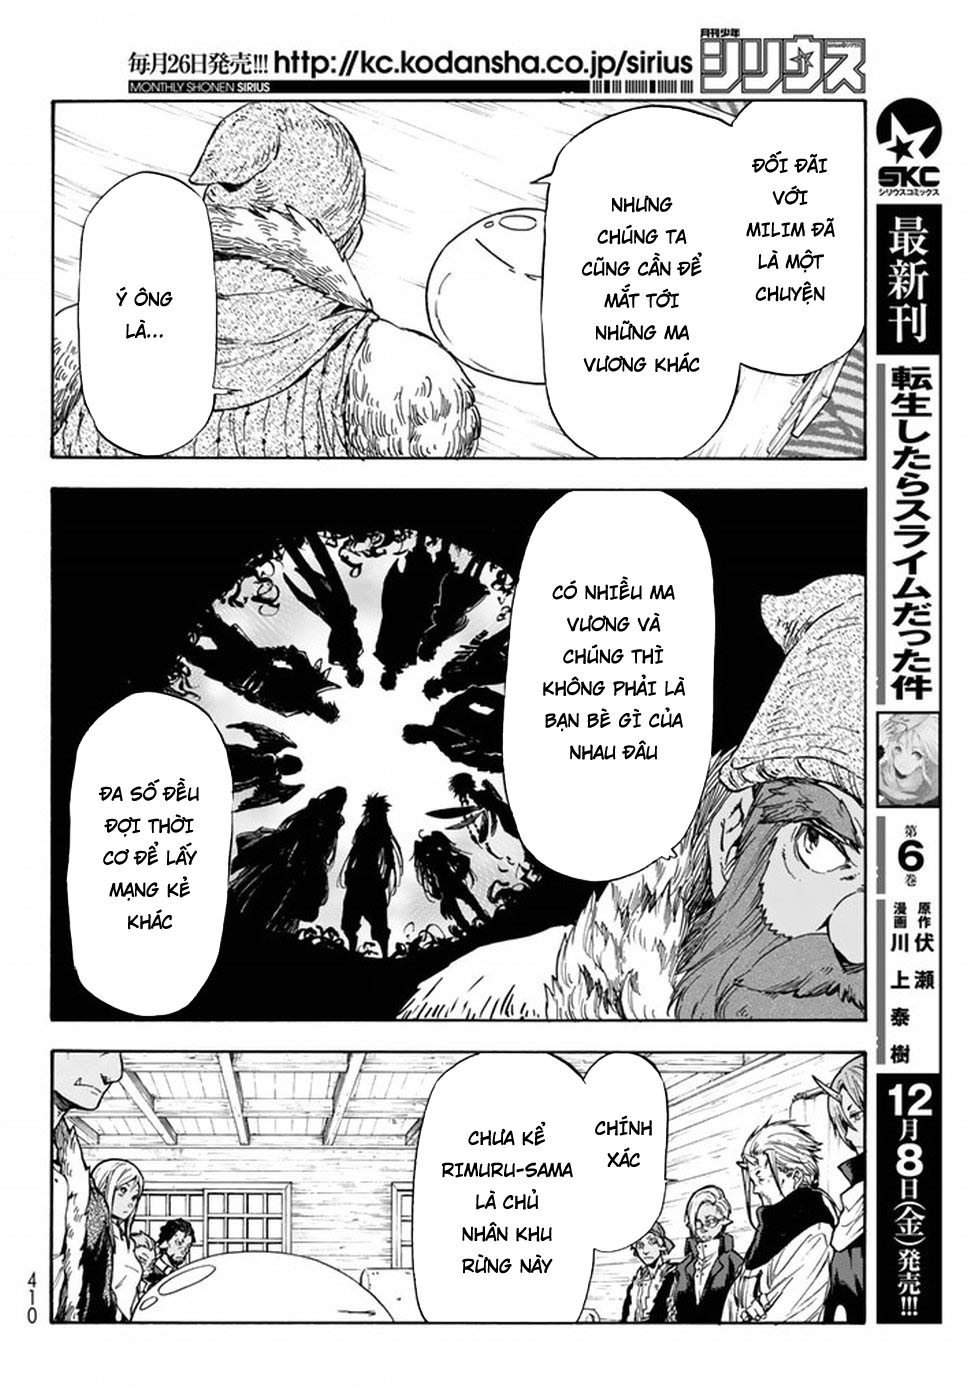 毎月26日発売!!! http://kc.kodansha.co.jp/sirius
MONTHLY SHONEN SIRIUS
月刊少年
シリウス
ĐỐI ĐÃI
VỚI
MILIM ĐÃ
LÀ MỘT
CHUYỆN
NHƯNG
CHÚNG TA
CŨNG CẦN ĐỂ
MẮT TỚI
NHỮNG MA
VƯƠNG KHÁC
Ý ÔNG
LÀ...
CÓ NHIỀU MA
VƯƠNG VÀ
CHÚNG THÌ
KHÔNG PHẢI LÀ
BẠN BÈ GÌ CỦA
NHAU ĐÂU
ĐA SỐ ĐỀU
ĐỢI THỜI
CƠ ĐỂ LẤY
MẠNG KẺ
KHÁC
CHÍNH
XÁC
CHƯA KỂ
RIMURU-SAMA
LÀ CHỦ
NHÂN KHU
RỪNG NÀY
SKC
シリウスコミックス
最新刊
転生したらスライムだった件
第6巻
原作 伏瀬
漫画 川上泰樹
12月8日(金)発売!!!
410